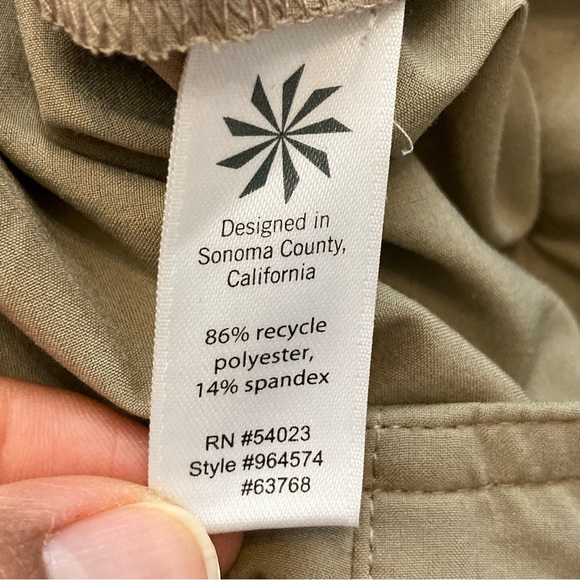 Designed in
Sonoma County,
California
86% recycle
polyester,
14% spandex
RN #54023
Style #964574
#63768